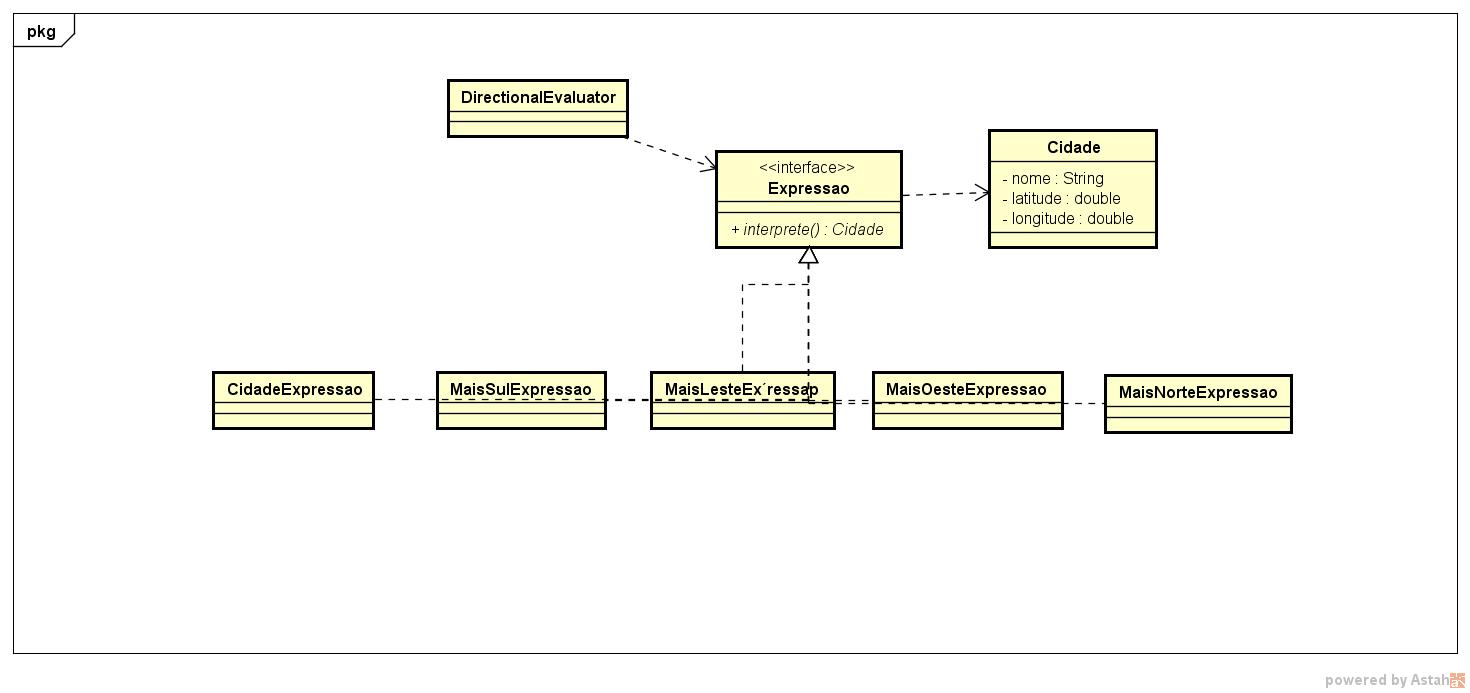 pkg
DirectionalEvaluator
<<interface>>
Expressao
+ interprete() : Cidade
Cidade
- nome : String
- latitude : double
- longitude : double
CidadeExpressao
MaisSulExpressao
MaisLesteEx´ressap
MaisOesteExpressao
MaisNorteExpressao
powered by Astah